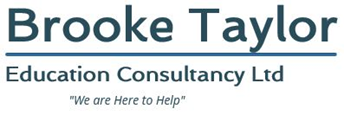 Brooke Taylor
Education Consultancy Ltd
"We are Here to Help"